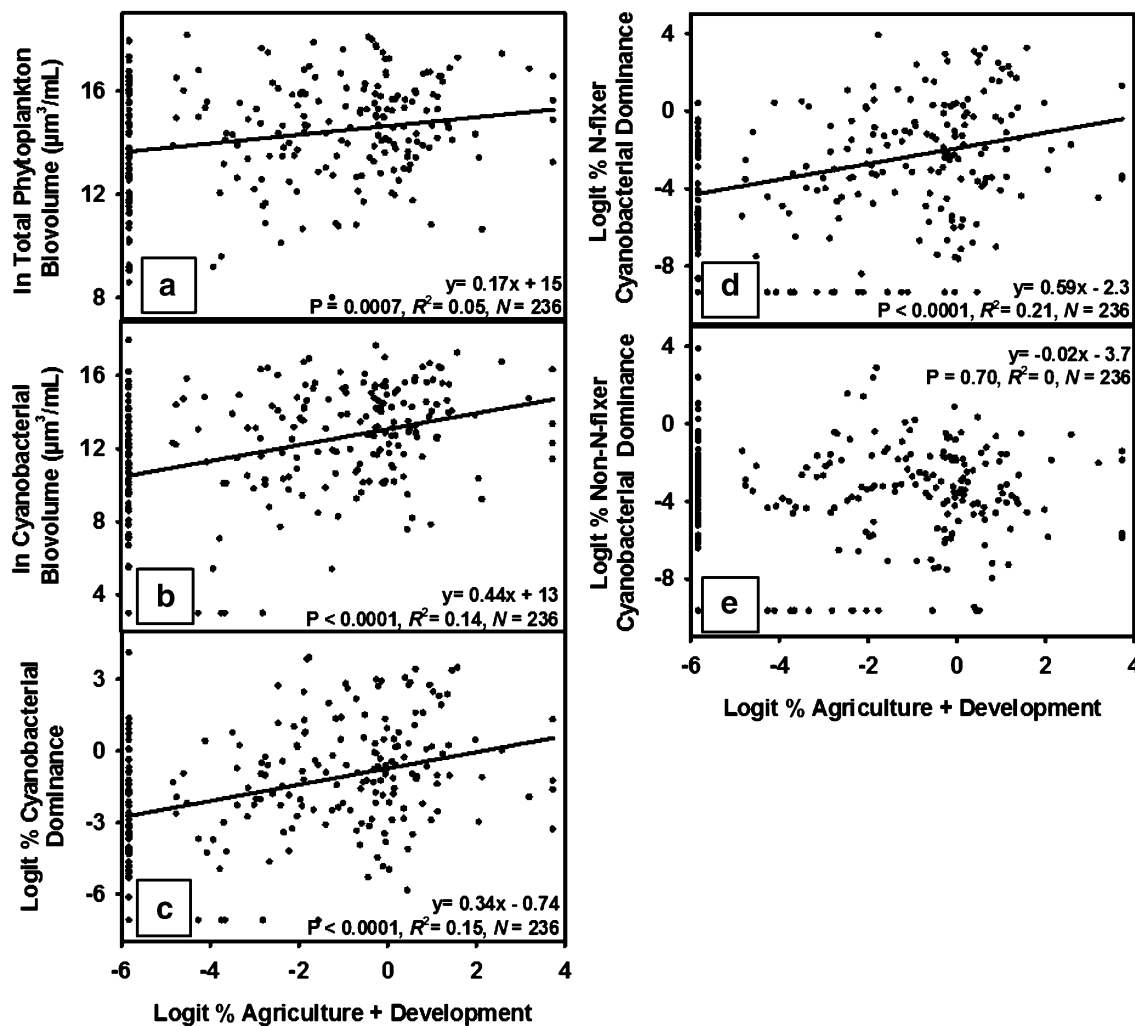 ln Total Phytoplankton
Biovolume (µm³/mL)
16
12
8
a
y= 0.17x + 15
P = 0.0007, R²= 0.05, N = 236
ln Cyanobacterial
Biovolume (µm³/mL)
16
12
8
4
b
y= 0.44x + 13
P < 0.0001, R²= 0.14, N = 236
Logit % Cyanobacterial
Dominance
3
0
-3
-6
c
y= 0.34x - 0.74
P < 0.0001, R²= 0.15, N = 236
-6 -4 -2 0 2 4
Logit % Agriculture + Development
Logit % N-fixer
Cyanobacterial Dominance
4
0
-4
-8
d
y= 0.59x - 2.3
P < 0.0001, R²= 0.21, N = 236
Logit % Non-N-fixer
Cyanobacterial Dominance
4
0
-4
-8
e
y= -0.02x - 3.7
P = 0.70, R²= 0, N = 236
-6 -4 -2 0 2 4
Logit % Agriculture + Development